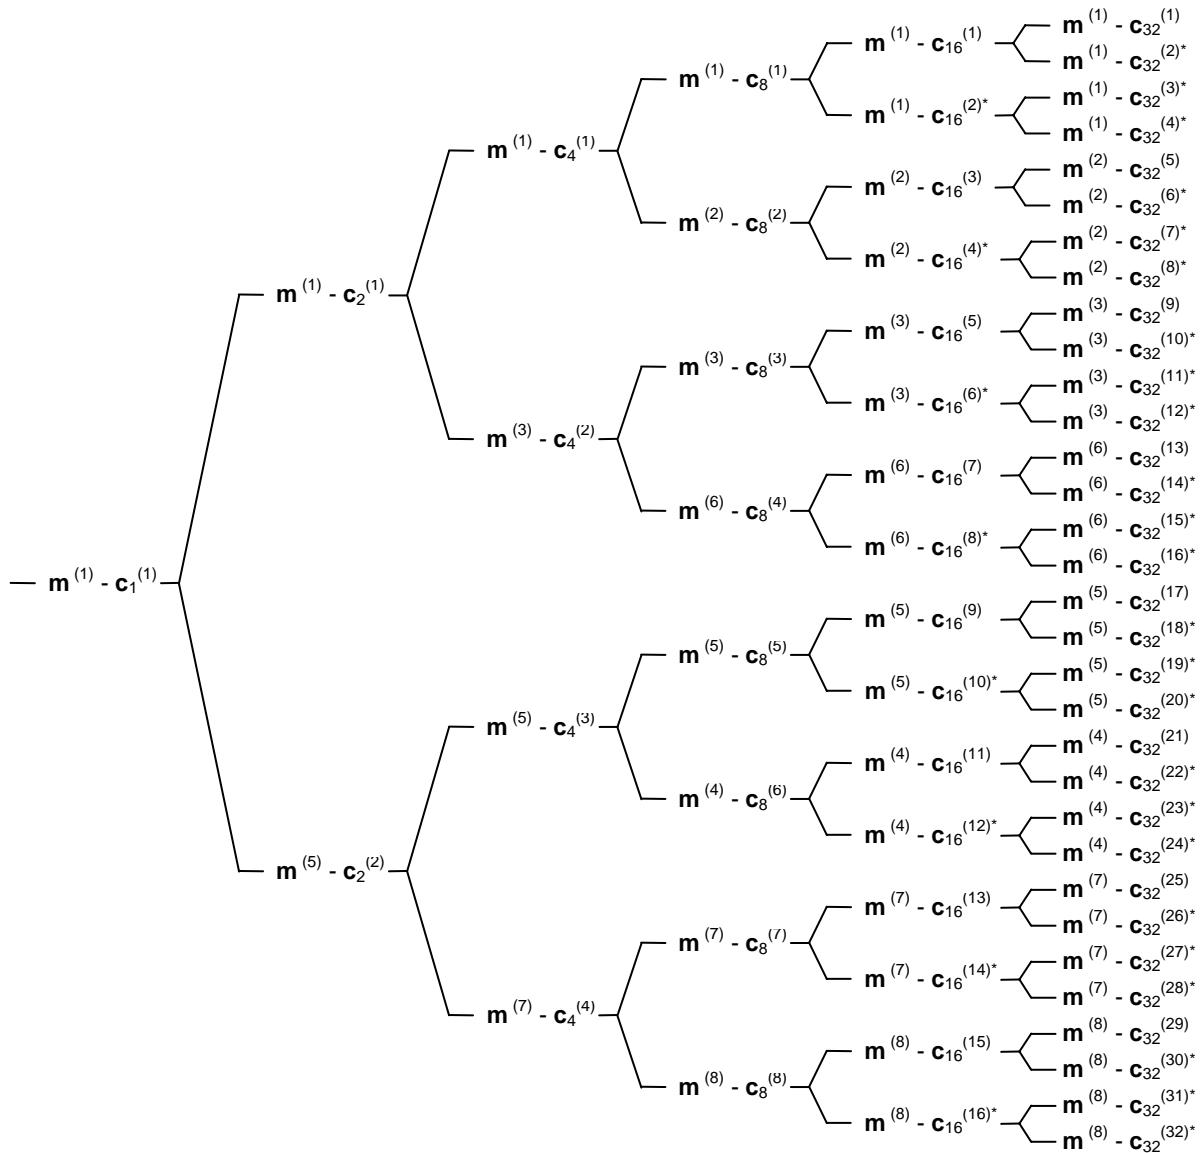 m(1) - c1(1)
m(1) - c2(1)
m(5) - c2(2)
m(1) - c4(1)
m(3) - c4(2)
m(5) - c4(3)
m(7) - c4(4)
m(1) - c8(1)
m(2) - c8(2)
m(3) - c8(3)
m(6) - c8(4)
m(5) - c8(5)
m(4) - c8(6)
m(7) - c8(7)
m(8) - c8(8)
m(1) - c16(1)
m(1) - c16(2)*
m(2) - c16(3)
m(2) - c16(4)*
m(3) - c16(5)
m(3) - c16(6)*
m(6) - c16(7)
m(6) - c16(8)*
m(5) - c16(9)
m(5) - c16(10)*
m(4) - c16(11)
m(4) - c16(12)*
m(7) - c16(13)
m(7) - c16(14)*
m(8) - c16(15)
m(8) - c16(16)*
m(1) - c32(1)
m(1) - c32(2)*
m(1) - c32(3)*
m(1) - c32(4)*
m(2) - c32(5)
m(2) - c32(6)*
m(2) - c32(7)*
m(2) - c32(8)*
m(3) - c32(9)
m(3) - c32(10)*
m(3) - c32(11)*
m(3) - c32(12)*
m(6) - c32(13)
m(6) - c32(14)*
m(6) - c32(15)*
m(6) - c32(16)*
m(5) - c32(17)
m(5) - c32(18)*
m(5) - c32(19)*
m(5) - c32(20)*
m(4) - c32(21)
m(4) - c32(22)*
m(4) - c32(23)*
m(4) - c32(24)*
m(7) - c32(25)
m(7) - c32(26)*
m(7) - c32(27)*
m(7) - c32(28)*
m(8) - c32(29)
m(8) - c32(30)*
m(8) - c32(31)*
m(8) - c32(32)*